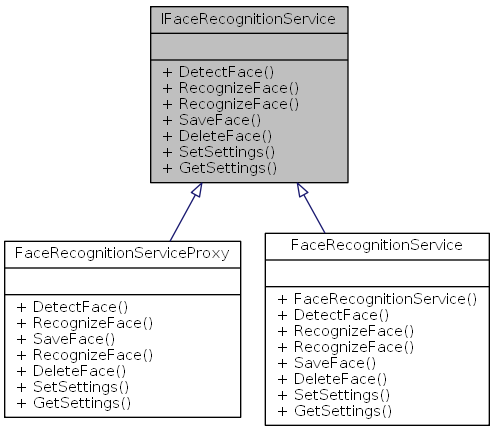 IFaceRecognitionService
+ DetectFace()
+ RecognizeFace()
+ RecognizeFace()
+ SaveFace()
+ DeleteFace()
+ SetSettings()
+ GetSettings()
FaceRecognitionServiceProxy
+ DetectFace()
+ RecognizeFace()
+ SaveFace()
+ RecognizeFace()
+ DeleteFace()
+ SetSettings()
+ GetSettings()
FaceRecognitionService
+ FaceRecognitionService()
+ DetectFace()
+ RecognizeFace()
+ RecognizeFace()
+ SaveFace()
+ DeleteFace()
+ SetSettings()
+ GetSettings()